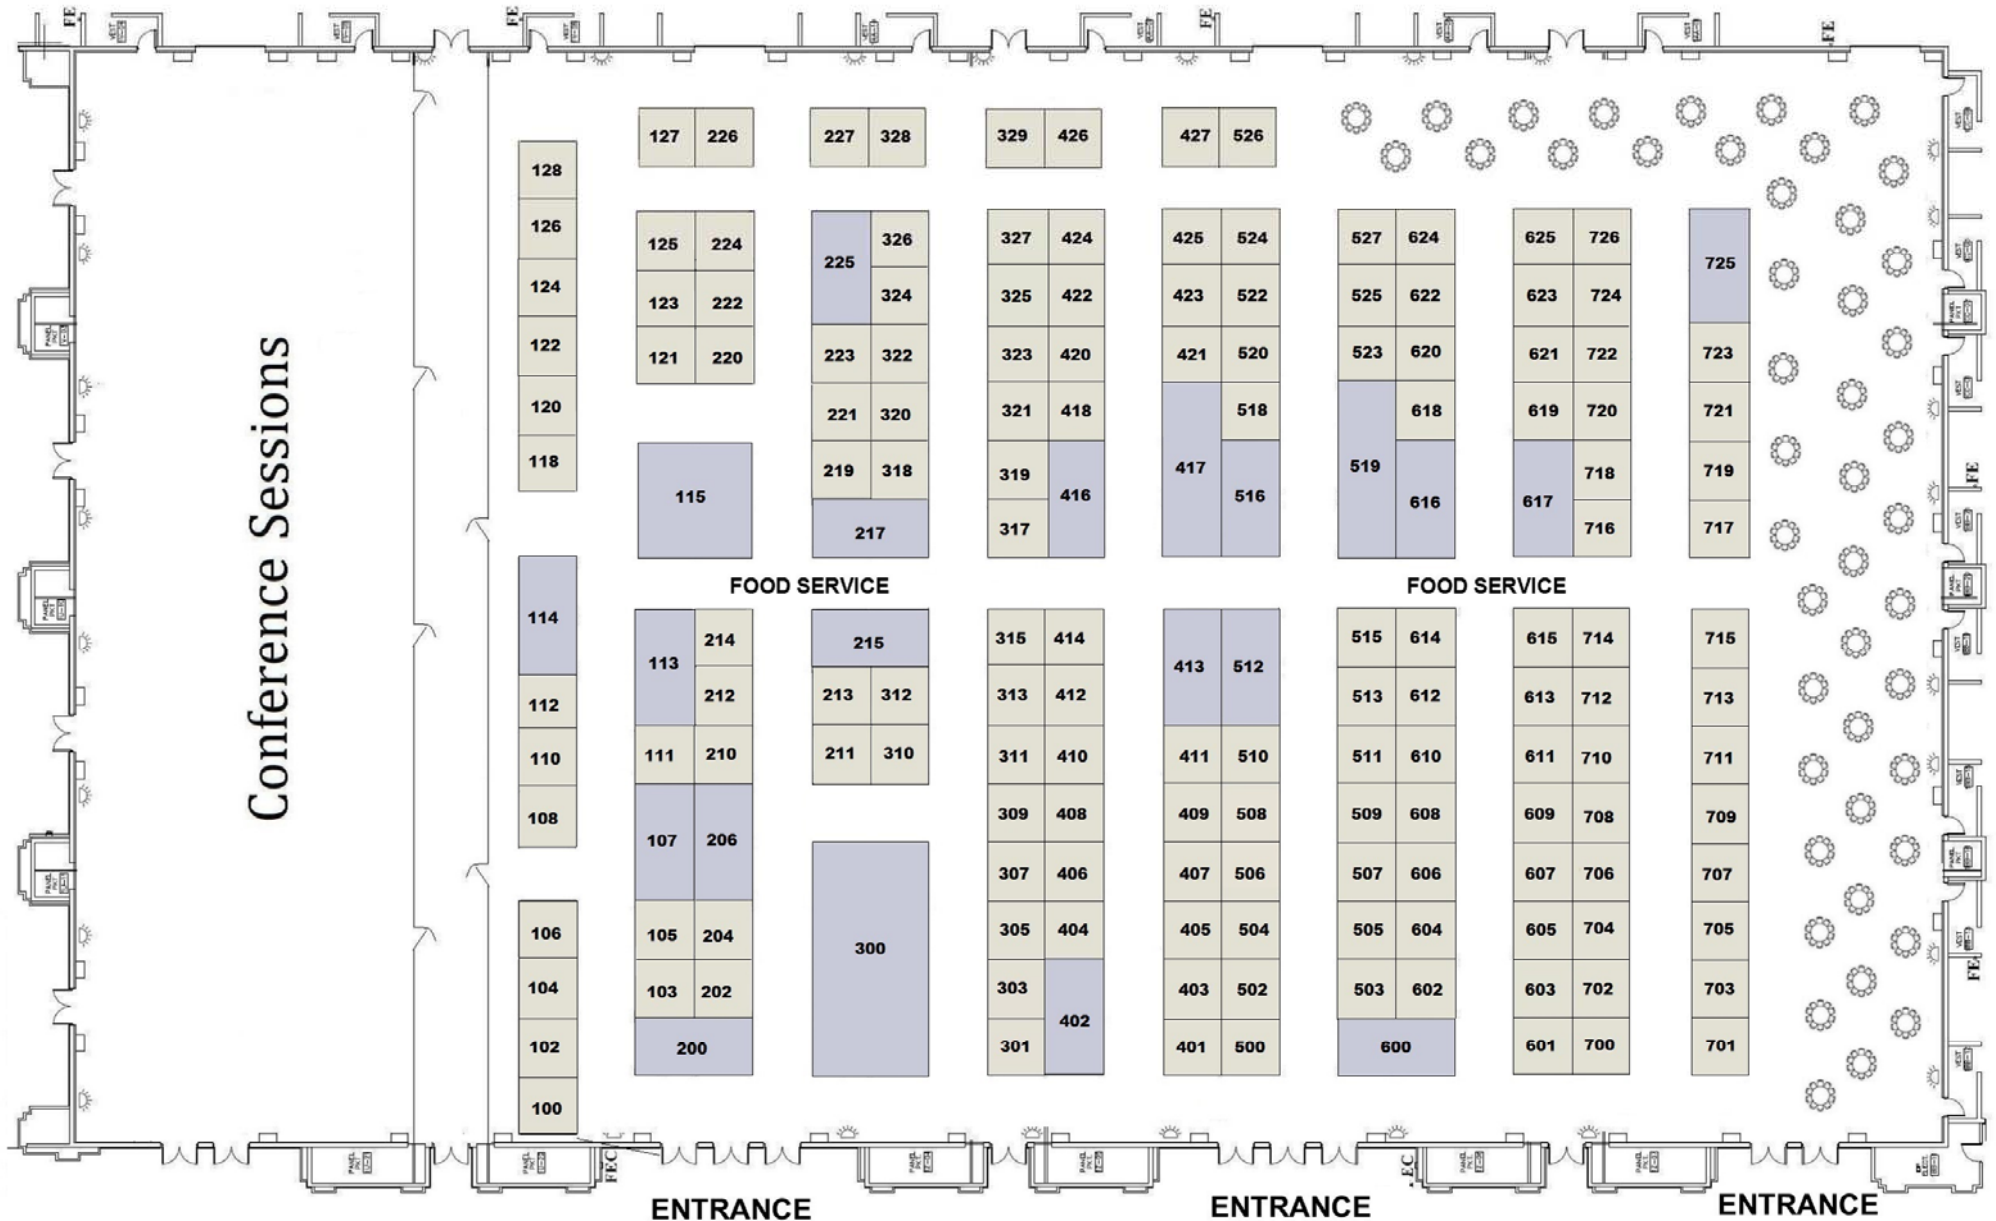 FE FE FE FE
127 226 227 328 329 426 427 526
128
126
125 224 225 326 327 424 425 524 527 624 625 726 725
124
123 222 324 325 422 423 522 525 622 623 724
122
121 220 223 322 323 420 421 520 523 620 621 722 723
120
221 320 321 418 518 618 619 720 721
118
115 219 318 319 416 417 516 519 616 617 718 719
FE
217 317 716 717
Conference Sessions
FOOD SERVICE FOOD SERVICE
114
113 214 215 315 414 413 512 515 614 615 714 715
112
212 213 312 313 412 513 612 613 712 713
110
111 210 211 310 311 410 411 510 511 610 611 710 711
108
107 206 309 408 409 508 509 608 609 708 709
307 406 407 506 507 606 607 706 707
106
105 204 300 305 404 405 504 505 604 605 704 705
FE
104
103 202 303 402 403 502 503 602 603 702 703
102
200 301 401 500 600 601 700 701
100
FEC EC
ENTRANCE ENTRANCE ENTRANCE